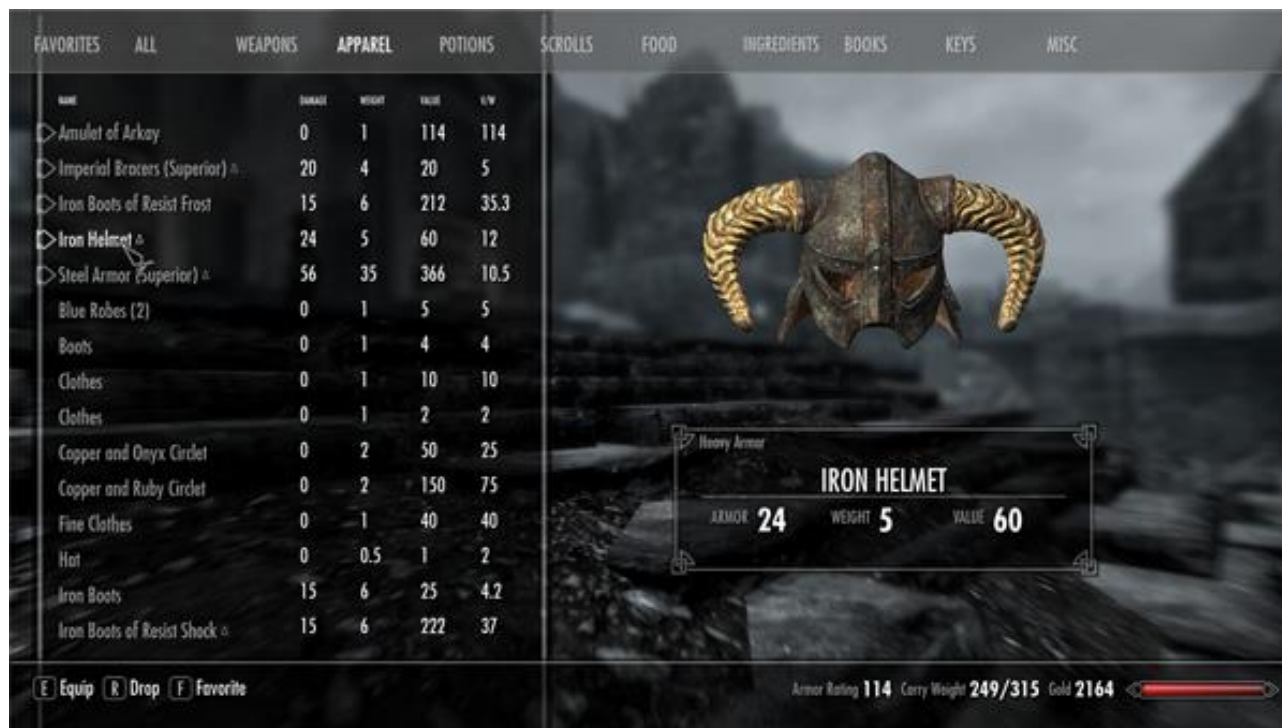 FAVORITES ALL WEAPONS APPAREL POTIONS SCROLLS FOOD INGREDIENTS BOOKS KEYS MISC
NAME DAMAGE WEIGHT VALUE V/W
Amulet of Arkay 0 1 114 114
Imperial Bracers (Superior) 20 4 20 5
Iron Boots of Resist Frost 15 6 212 35.3
Iron Helmet 24 5 60 12
Steel Armor (Superior) 56 35 366 10.5
Blue Robes (2) 0 1 5 5
Boots 0 1 4 4
Clothes 0 1 10 10
Clothes 0 1 2 2
Copper and Onyx Circlet 0 2 50 25
Copper and Ruby Circlet 0 2 150 75
Fine Clothes 0 1 40 40
Hat 0 0.5 1 2
Iron Boots 15 6 25 4.2
Iron Boots of Resist Shock 15 6 222 37
Heavy Armor
IRON HELMET
ARMOR 24 WEIGHT 5 VALUE 60
E Equip R Drop F Favorite Armor Rating 114 Carry Weight 249/315 Gold 2164